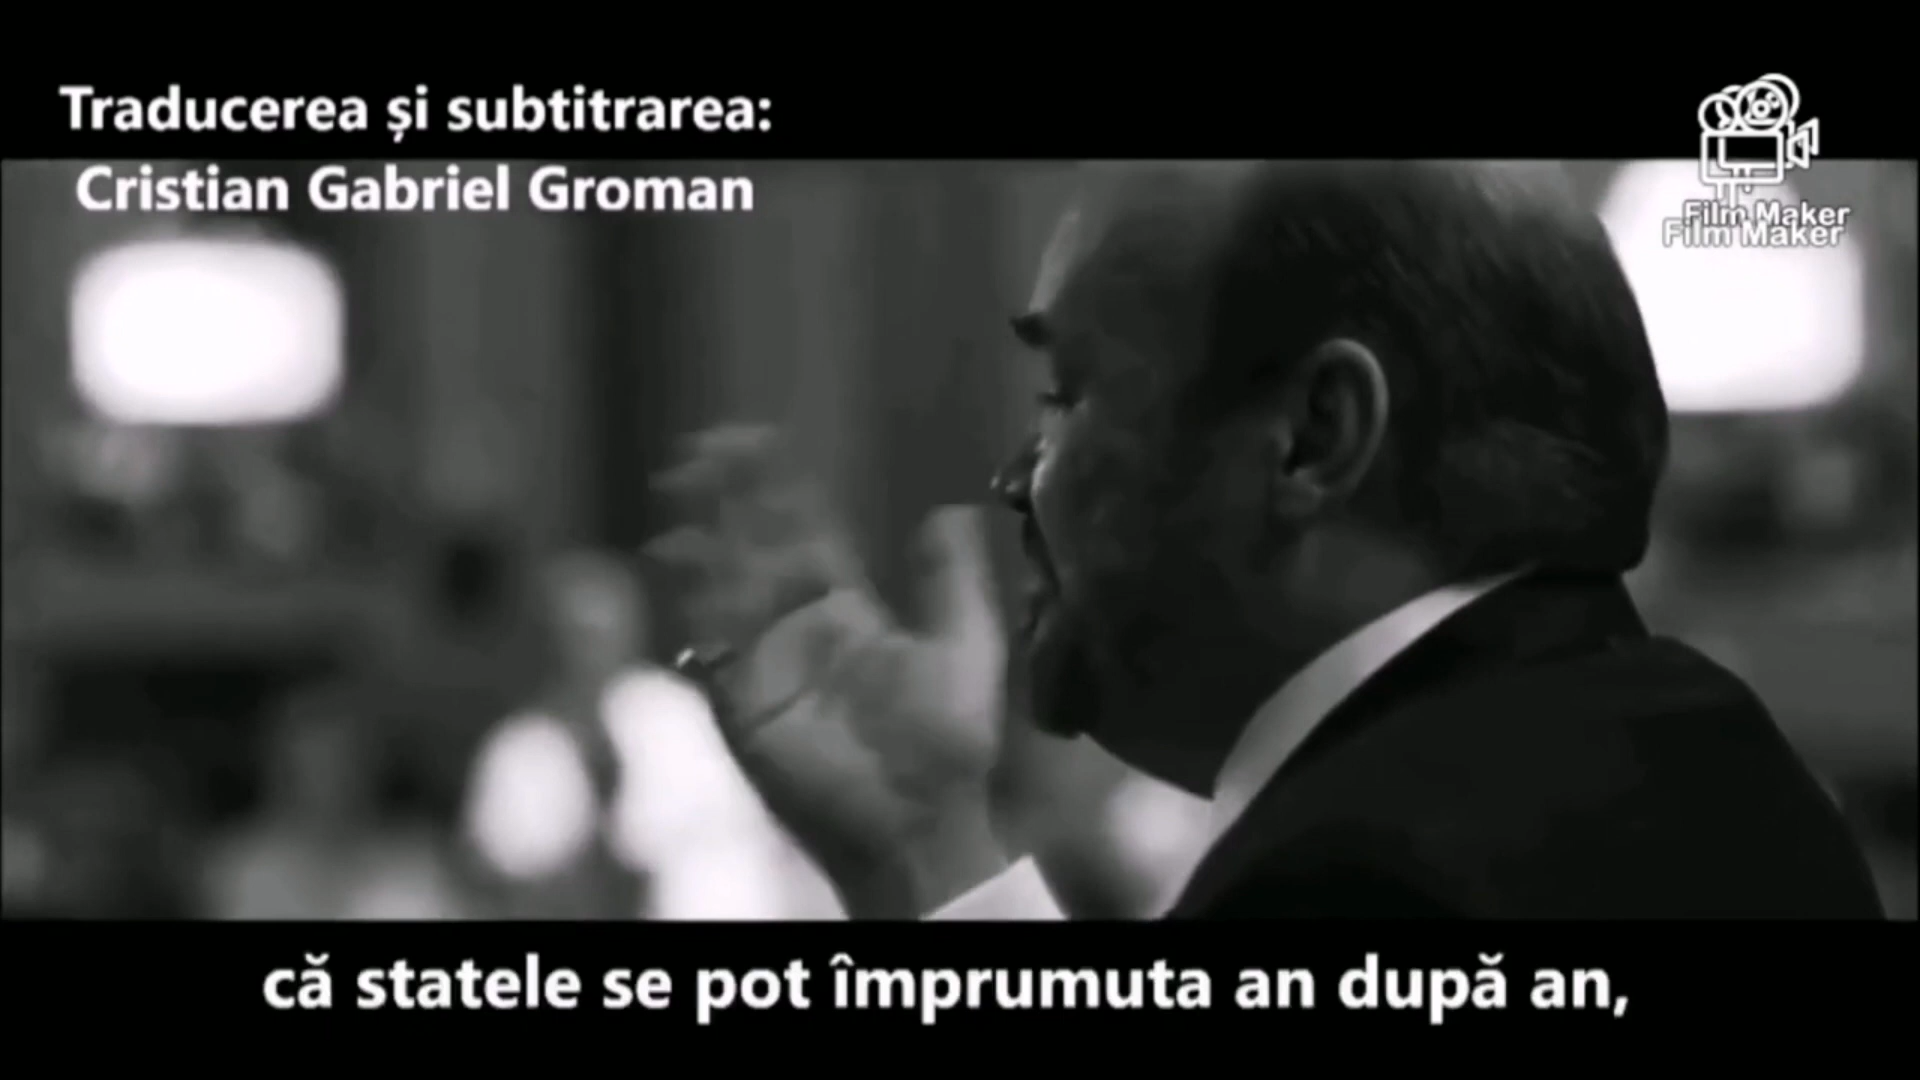 Traducerea și subtitrarea:
Cristian Gabriel Groman
Film Maker
Film Maker
că statele se pot împrumuta an după an,